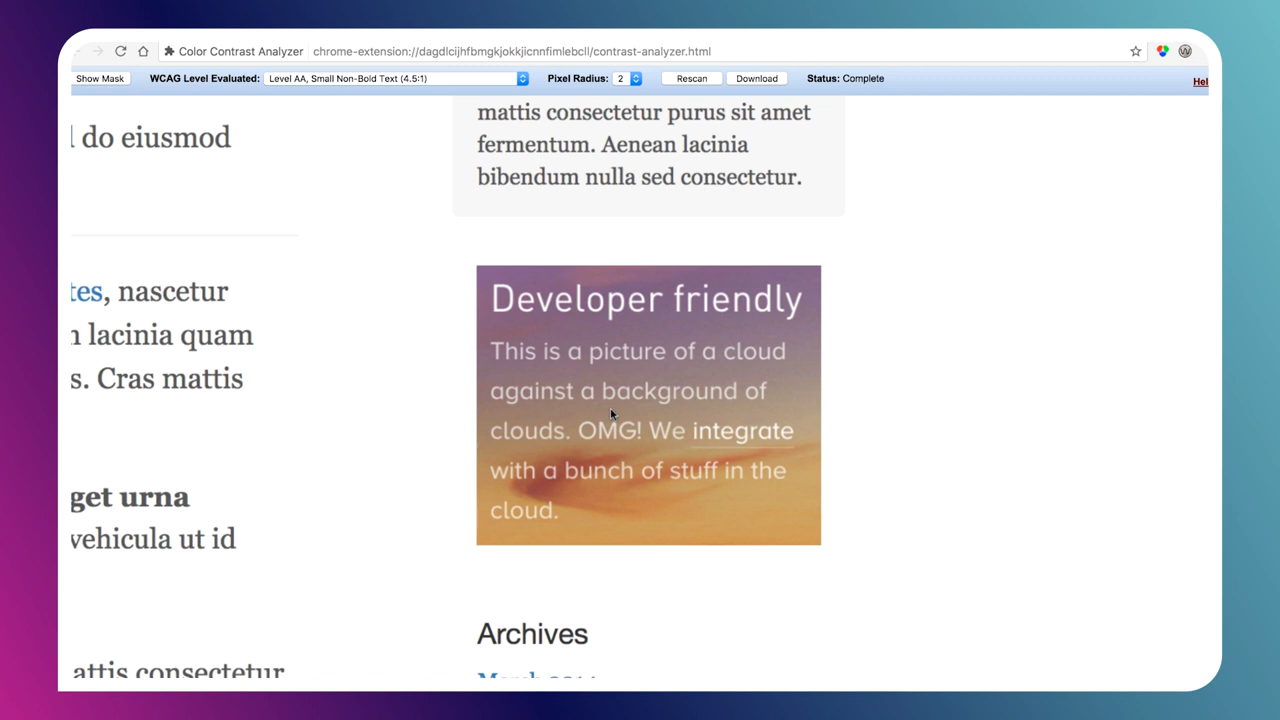 Color Contrast Analyzer chrome-extension://dagdlcijhfbmgkjokkjicnnfimlebcll/contrast-analyzer.html
Show Mask WCAG Level Evaluated: Level AA, Small Non-Bold Text (4.5:1) Pixel Radius: 2 Rescan Download Status: Complete
do eiusmod
, nascetur
lacinia quam
s. Cras mattis
get urna
vehicula ut id
mattis consectetur
mattis consectetur purus sit amet
fermentum. Aenean lacinia
bibendum nulla sed consectetur.
Developer friendly
This is a picture of a cloud
against a background of
clouds. OMG! We integrate
with a bunch of stuff in the
cloud.
Archives